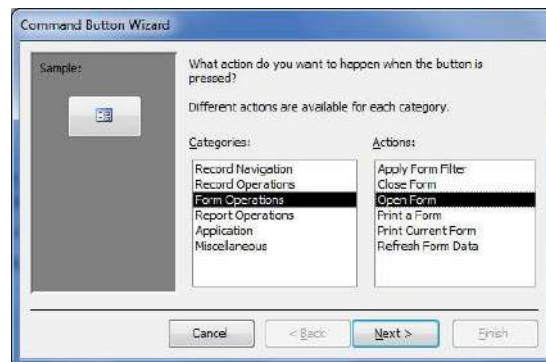 Command Button Wizard
Sample:
What action do you want to happen when the button is
pressed?
Different actions are available for each category.
Categories:
Actions:
Record Navigation
Record Operations
Form Operations
Report Operations
Application
Miscellaneous
Apply Form Filter
Close Form
Open Form
Print a Form
Print Current Form
Refresh Form Data
Cancel
< Back
Next >
Finish